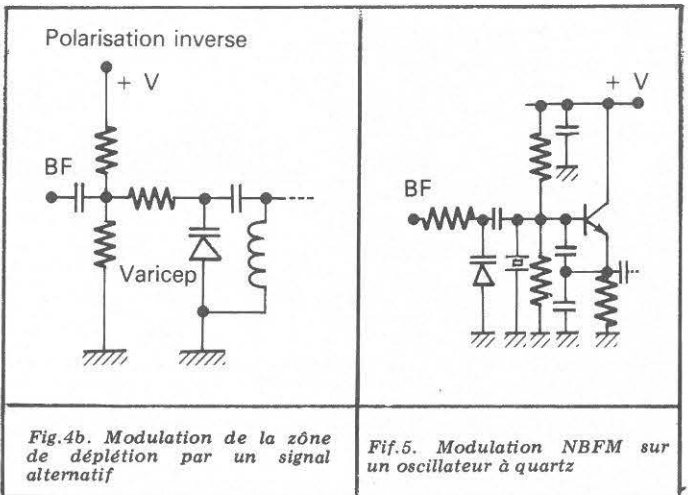 Polarisation inverse
+ V
BF
Varicep
Fig.4b. Modulation de la zône
de déplétion par un signal
alternatif
+ V
BF
Fif.5. Modulation NBFM sur
un oscillateur à quartz